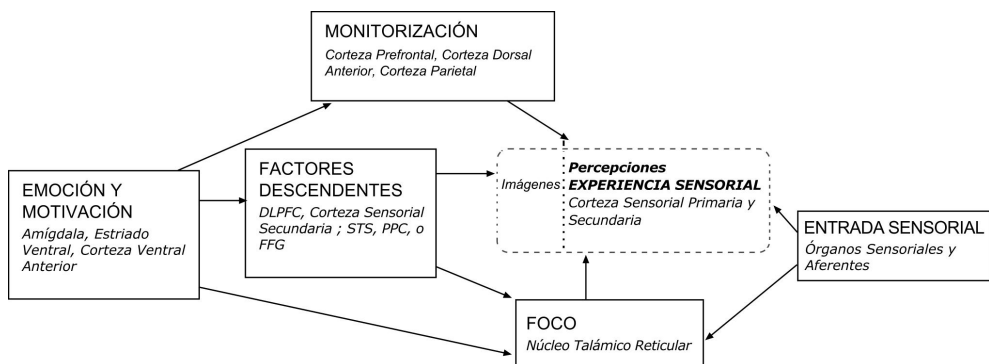 MONITORIZACIÓN
Corteza Prefrontal, Corteza Dorsal
Anterior, Corteza Parietal
EMOCIÓN Y
MOTIVACIÓN
Amígdala, Estriado
Ventral, Corteza Ventral
Anterior
FACTORES
DESCENDENTES
DLPFC, Corteza Sensorial
Secundaria ; STS, PPC, o
FFG
Imágenes
Percepciones
EXPERIENCIA SENSORIAL
Corteza Sensorial Primaria y
Secundaria
ENTRADA SENSORIAL
Órganos Sensoriales y
Aferentes
FOCO
Núcleo Talámico Reticular